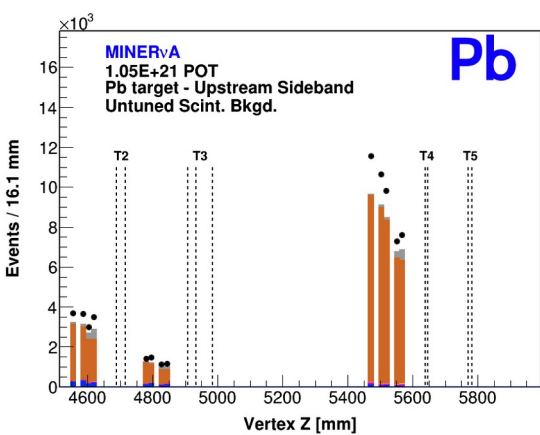 ×10³
MINERνA
1.05E+21 POT
Pb target - Upstream Sideband
Untuned Scint. Bkgd.
Pb
T2
T3
T4
T5
16
14
12
10
8
6
4
2
0
4600
4800
5000
5200
5400
5600
5800
Events / 16.1 mm
Vertex Z [mm]